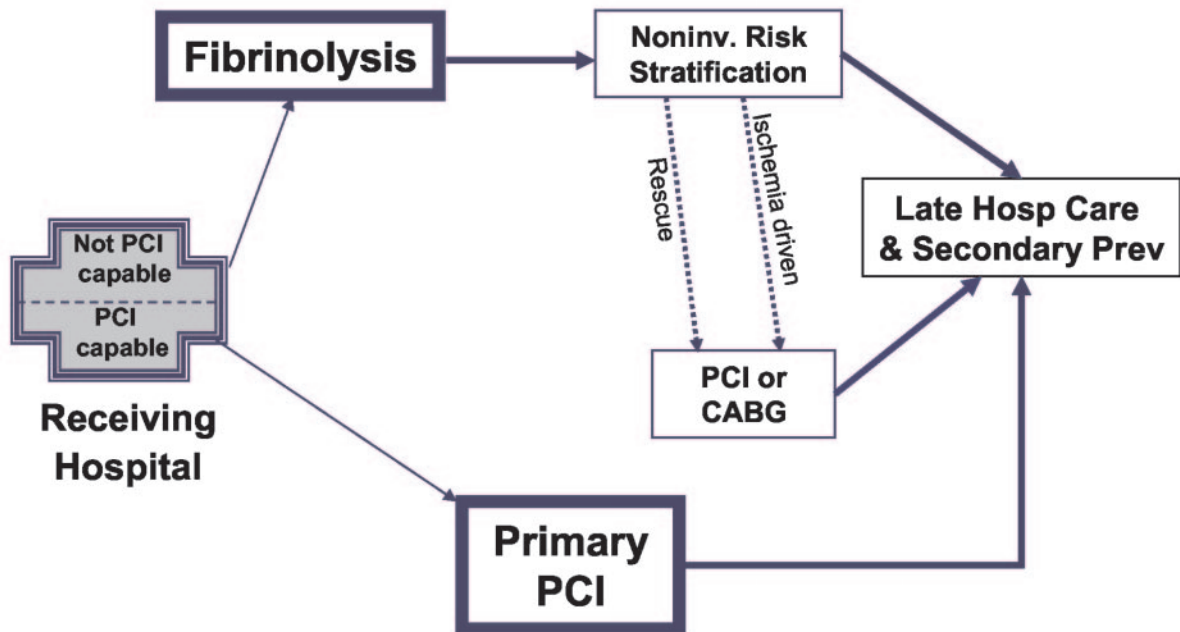 Fibrinolysis
Noninv. Risk
Stratification
Rescue
Ischemia driven
Late Hosp Care
& Secondary Prev
Not PCI
capable
PCI
capable
Receiving
Hospital
PCI or
CABG
Primary
PCI